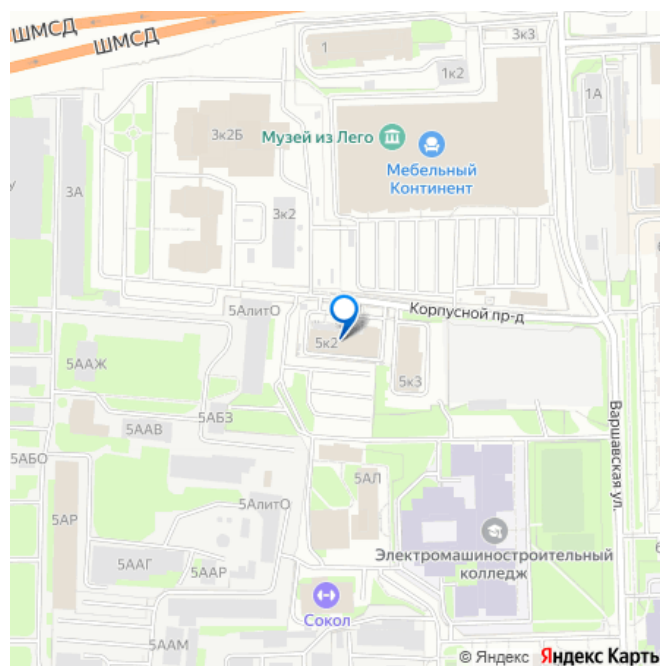 ШМСД
ШМСД
1
3к3
1к2
1А
3к2Б
Музей из Лего
Мебельный
Континент
У
3А
3к2
5АлитО
Корпусной пр-д
5к2
5к3
5ААЖ
5АБЗ
5ААВ
5АБО
Варшавская ул.
5АЛ
5АР
5АлитО
5ААГ
5ААР
Электромашиностроительный
колледж
Сокол
5ААМ
© Яндекс Яндекс Карты